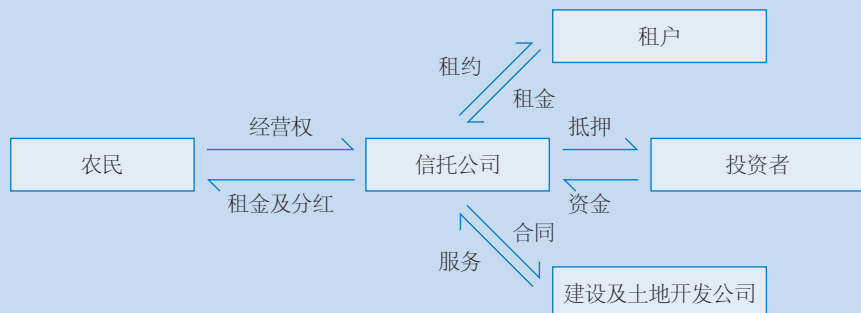 租户
租约
租金
经营权
抵押
农民
信托公司
投资者
租金及分红
资金
合同
服务
建设及土地开发公司